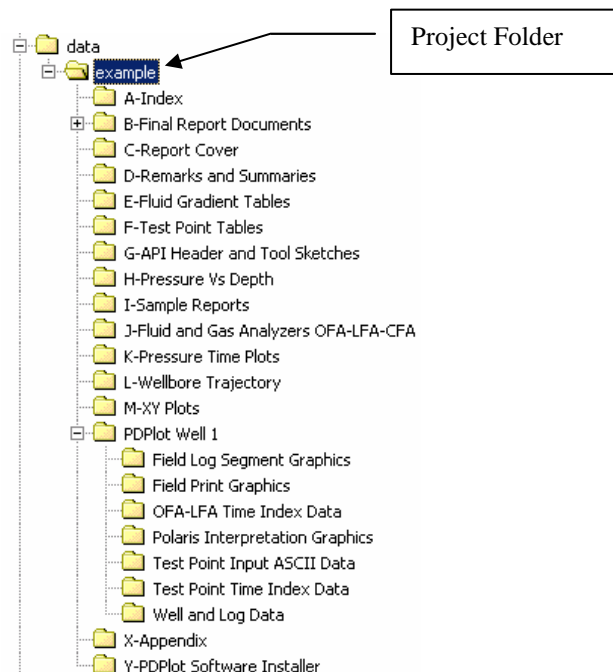 Project Folder
data
example
A-Index
B-Final Report Documents
C-Report Cover
D-Remarks and Summaries
E-Fluid Gradient Tables
F-Test Point Tables
G-API Header and Tool Sketches
H-Pressure Vs Depth
I-Sample Reports
J-Fluid and Gas Analyzers OFA-LFA-CFA
K-Pressure Time Plots
L-Wellbore Trajectory
M-XY Plots
PDPlot Well 1
Field Log Segment Graphics
Field Print Graphics
OFA-LFA Time Index Data
Polaris Interpretation Graphics
Test Point Input ASCII Data
Test Point Time Index Data
Well and Log Data
X-Appendix
Y-PDPlot Software Installer